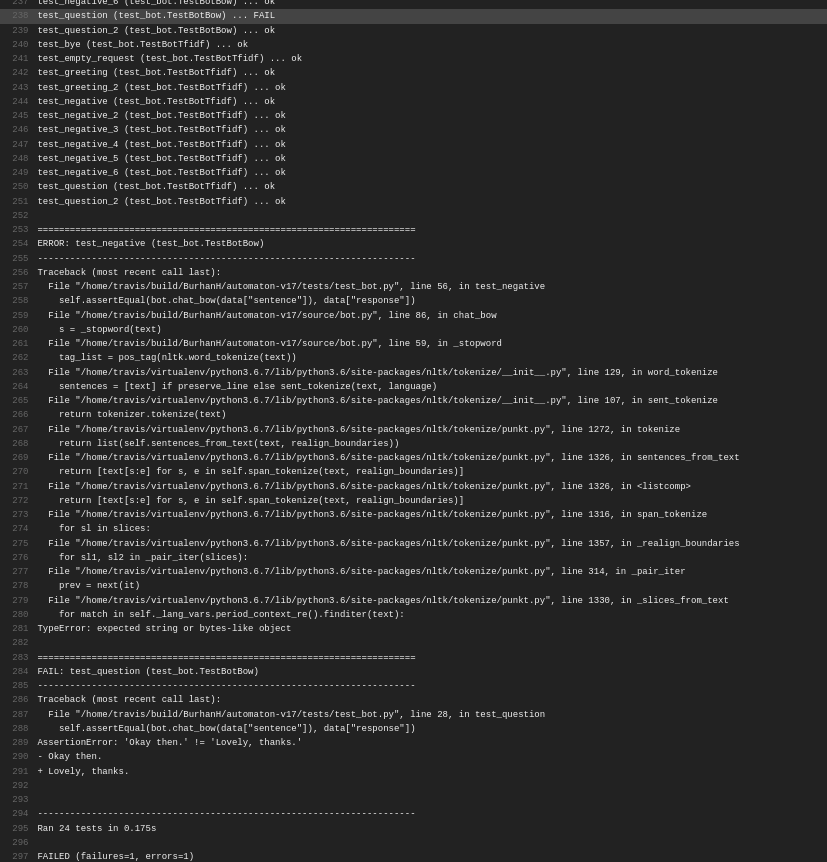 237 test_negative_6 (test_bot.TestBotBow) ... ok
238 test_question (test_bot.TestBotBow) ... FAIL
239 test_question_2 (test_bot.TestBotBow) ... ok
240 test_bye (test_bot.TestBotTfidf) ... ok
241 test_empty_request (test_bot.TestBotTfidf) ... ok
242 test_greeting (test_bot.TestBotTfidf) ... ok
243 test_greeting_2 (test_bot.TestBotTfidf) ... ok
244 test_negative (test_bot.TestBotTfidf) ... ok
245 test_negative_2 (test_bot.TestBotTfidf) ... ok
246 test_negative_3 (test_bot.TestBotTfidf) ... ok
247 test_negative_4 (test_bot.TestBotTfidf) ... ok
248 test_negative_5 (test_bot.TestBotTfidf) ... ok
249 test_negative_6 (test_bot.TestBotTfidf) ... ok
250 test_question (test_bot.TestBotTfidf) ... ok
251 test_question_2 (test_bot.TestBotTfidf) ... ok
252
253 ======================================================================
254 ERROR: test_negative (test_bot.TestBotBow)
255 ----------------------------------------------------------------------
256 Traceback (most recent call last):
257   File "/home/travis/build/BurhanH/automaton-v17/tests/test_bot.py", line 56, in test_negative
258     self.assertEqual(bot.chat_bow(data["sentence"]), data["response"])
259   File "/home/travis/build/BurhanH/automaton-v17/source/bot.py", line 86, in chat_bow
260     s = _stopword(text)
261   File "/home/travis/build/BurhanH/automaton-v17/source/bot.py", line 59, in _stopword
262     tag_list = pos_tag(nltk.word_tokenize(text))
263   File "/home/travis/virtualenv/python3.6.7/lib/python3.6/site-packages/nltk/tokenize/__init__.py", line 129, in word_tokenize
264     sentences = [text] if preserve_line else sent_tokenize(text, language)
265   File "/home/travis/virtualenv/python3.6.7/lib/python3.6/site-packages/nltk/tokenize/__init__.py", line 107, in sent_tokenize
266     return tokenizer.tokenize(text)
267   File "/home/travis/virtualenv/python3.6.7/lib/python3.6/site-packages/nltk/tokenize/punkt.py", line 1272, in tokenize
268     return list(self.sentences_from_text(text, realign_boundaries))
269   File "/home/travis/virtualenv/python3.6.7/lib/python3.6/site-packages/nltk/tokenize/punkt.py", line 1326, in sentences_from_text
270     return [text[s:e] for s, e in self.span_tokenize(text, realign_boundaries)]
271   File "/home/travis/virtualenv/python3.6.7/lib/python3.6/site-packages/nltk/tokenize/punkt.py", line 1326, in <listcomp>
272     return [text[s:e] for s, e in self.span_tokenize(text, realign_boundaries)]
273   File "/home/travis/virtualenv/python3.6.7/lib/python3.6/site-packages/nltk/tokenize/punkt.py", line 1316, in span_tokenize
274     for sl in slices:
275   File "/home/travis/virtualenv/python3.6.7/lib/python3.6/site-packages/nltk/tokenize/punkt.py", line 1357, in _realign_boundaries
276     for sl1, sl2 in _pair_iter(slices):
277   File "/home/travis/virtualenv/python3.6.7/lib/python3.6/site-packages/nltk/tokenize/punkt.py", line 314, in _pair_iter
278     prev = next(it)
279   File "/home/travis/virtualenv/python3.6.7/lib/python3.6/site-packages/nltk/tokenize/punkt.py", line 1330, in _slices_from_text
280     for match in self._lang_vars.period_context_re().finditer(text):
281 TypeError: expected string or bytes-like object
282
283 ======================================================================
284 FAIL: test_question (test_bot.TestBotBow)
285 ----------------------------------------------------------------------
286 Traceback (most recent call last):
287   File "/home/travis/build/BurhanH/automaton-v17/tests/test_bot.py", line 28, in test_question
288     self.assertEqual(bot.chat_bow(data["sentence"]), data["response"])
289 AssertionError: 'Okay then.' != 'Lovely, thanks.'
290 - Okay then.
291 + Lovely, thanks.
292
293
294 ----------------------------------------------------------------------
295 Ran 24 tests in 0.175s
296
297 FAILED (failures=1, errors=1)